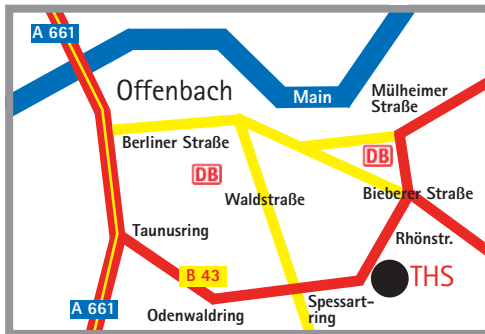 A 661
Offenbach
Main
Mülheimer
Straße
Berliner Straße
DB
DB
Waldstraße
Bieberer Straße
Taunusring
Rhönstr.
B 43
THS
A 661
Odenwaldring
Spessart-
ring